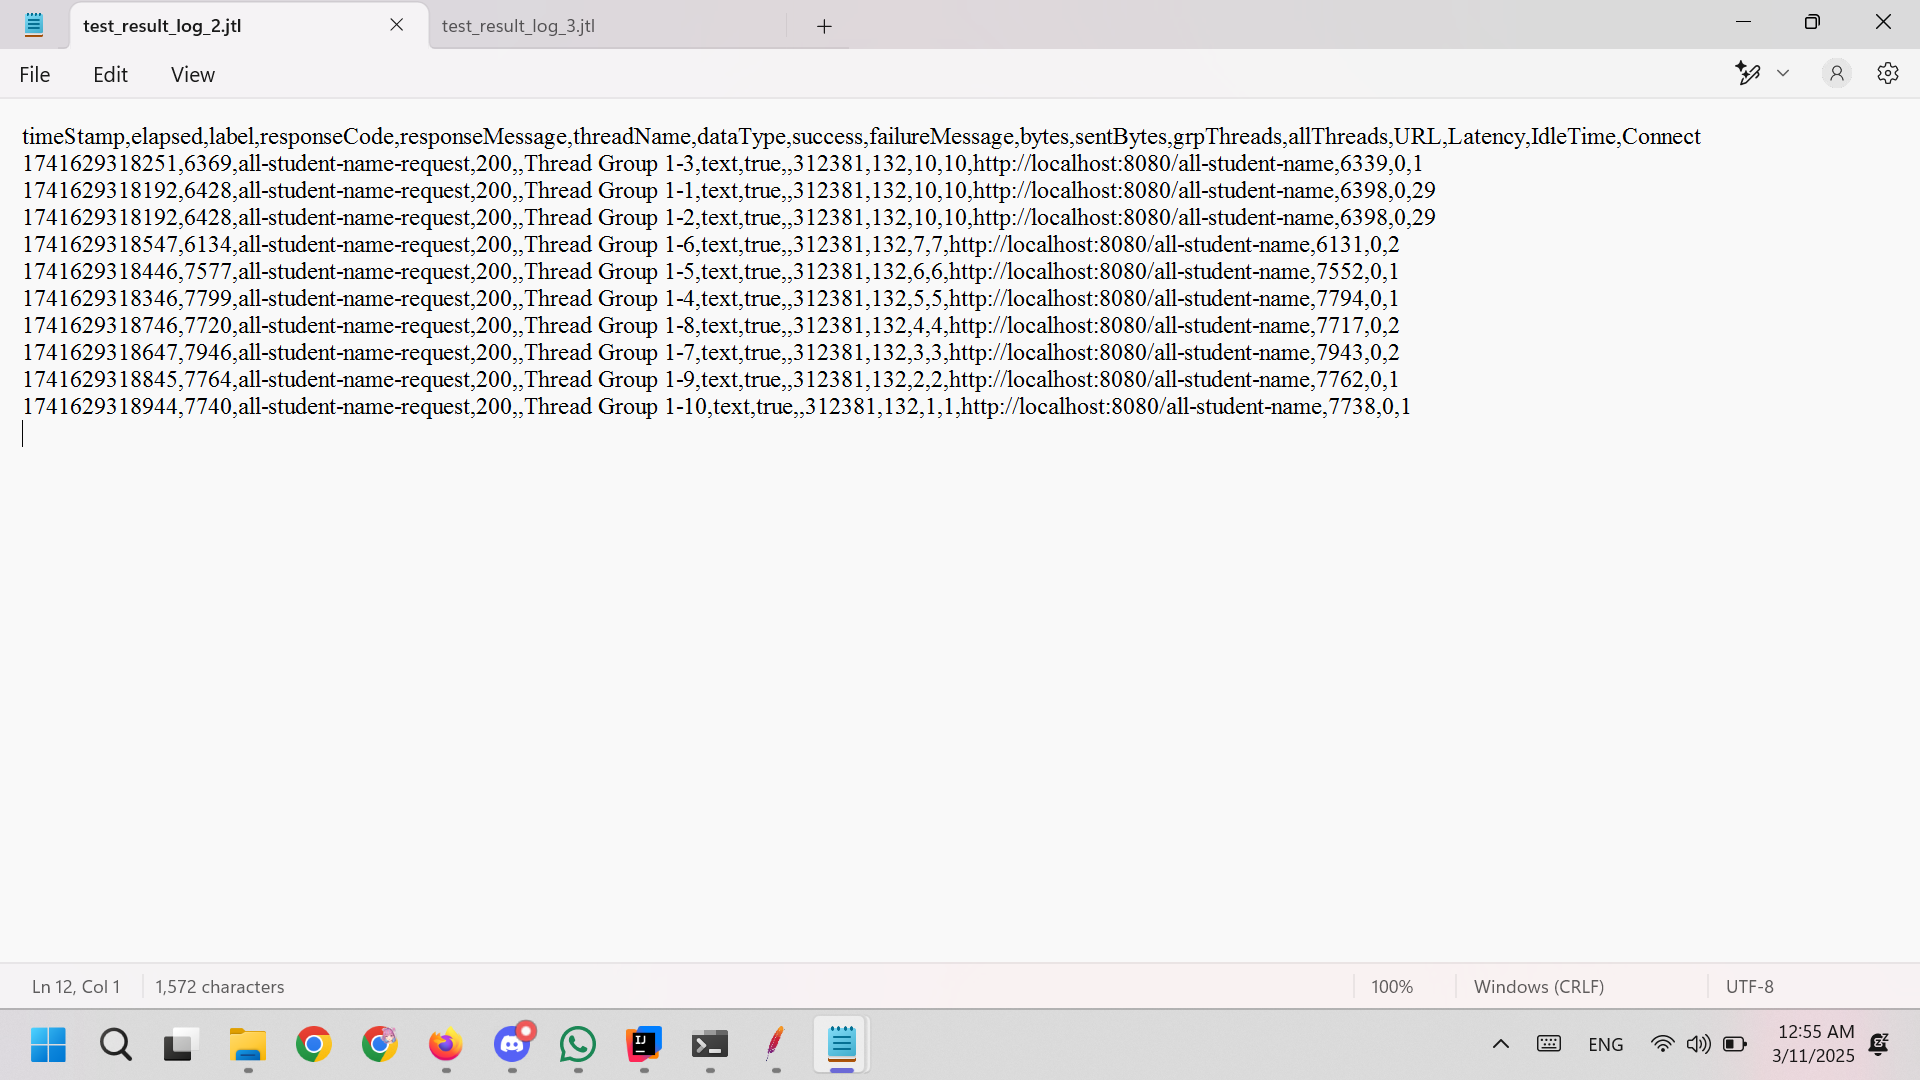 test_result_log_2.jtl
test_result_log_3.jtl
File Edit View
timeStamp,elapsed,label,responseCode,responseMessage,threadName,dataType,success,failureMessage,bytes,sentBytes,grpThreads,allThreads,URL,Latency,IdleTime,Connect
1741629318251,6369,all-student-name-request,200,,Thread Group 1-3,text,true,,312381,132,10,10,http://localhost:8080/all-student-name,6339,0,1
1741629318192,6428,all-student-name-request,200,,Thread Group 1-1,text,true,,312381,132,10,10,http://localhost:8080/all-student-name,6398,0,29
1741629318192,6428,all-student-name-request,200,,Thread Group 1-2,text,true,,312381,132,10,10,http://localhost:8080/all-student-name,6398,0,29
1741629318547,6134,all-student-name-request,200,,Thread Group 1-6,text,true,,312381,132,7,7,http://localhost:8080/all-student-name,6131,0,2
1741629318446,7577,all-student-name-request,200,,Thread Group 1-5,text,true,,312381,132,6,6,http://localhost:8080/all-student-name,7552,0,1
1741629318346,7799,all-student-name-request,200,,Thread Group 1-4,text,true,,312381,132,5,5,http://localhost:8080/all-student-name,7794,0,1
1741629318746,7720,all-student-name-request,200,,Thread Group 1-8,text,true,,312381,132,4,4,http://localhost:8080/all-student-name,7717,0,2
1741629318647,7946,all-student-name-request,200,,Thread Group 1-7,text,true,,312381,132,3,3,http://localhost:8080/all-student-name,7943,0,2
1741629318845,7764,all-student-name-request,200,,Thread Group 1-9,text,true,,312381,132,2,2,http://localhost:8080/all-student-name,7762,0,1
1741629318944,7740,all-student-name-request,200,,Thread Group 1-10,text,true,,312381,132,1,1,http://localhost:8080/all-student-name,7738,0,1
Ln 12, Col 1
1,572 characters
100%
Windows (CRLF)
UTF-8
ENG
12:55 AM
3/11/2025